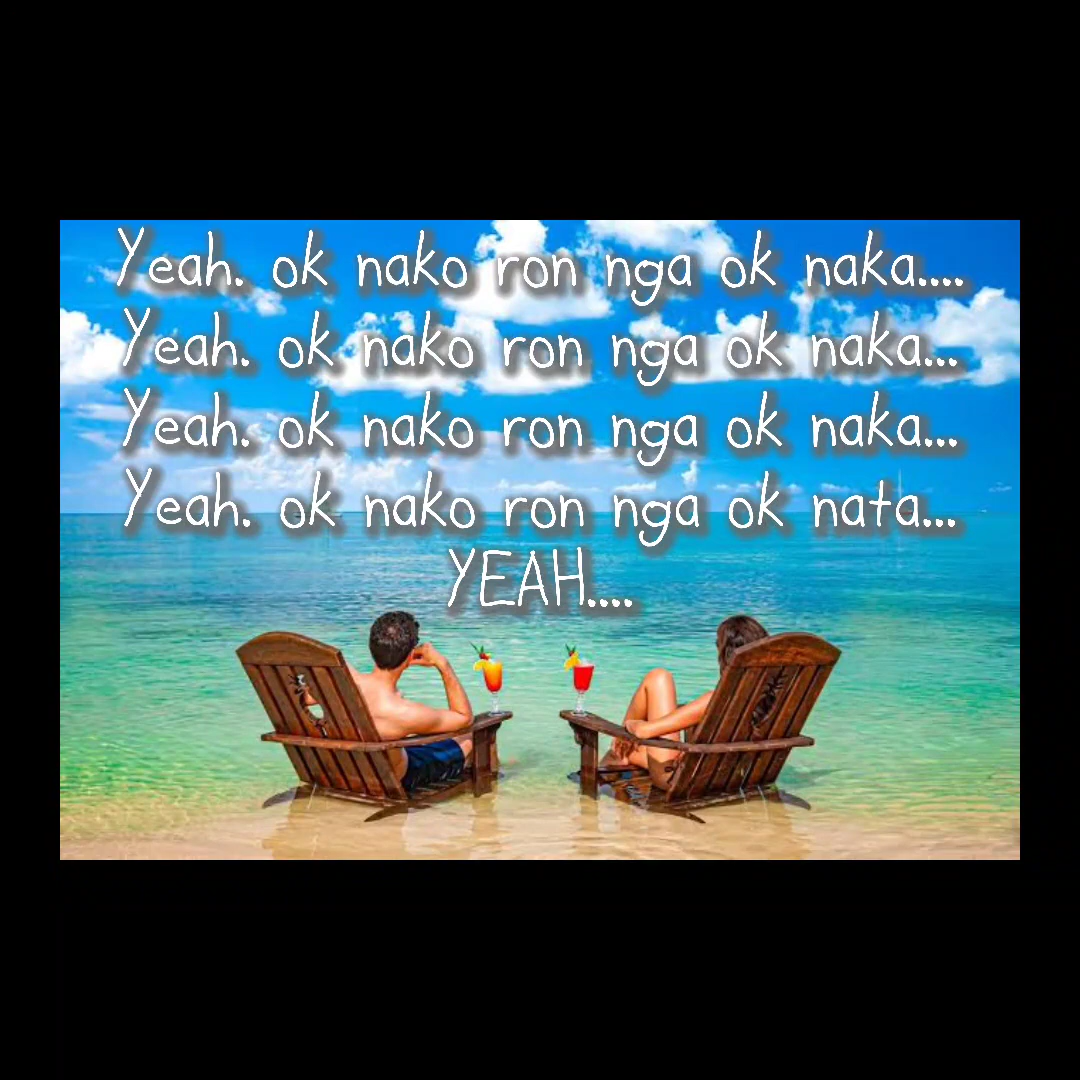 Yeah. ok nako ron nga ok naka....
Yeah. ok nako ron nga ok naka...
Yeah. ok nako ron nga ok naka...
Yeah. ok nako ron nga ok nata...
YEAH....